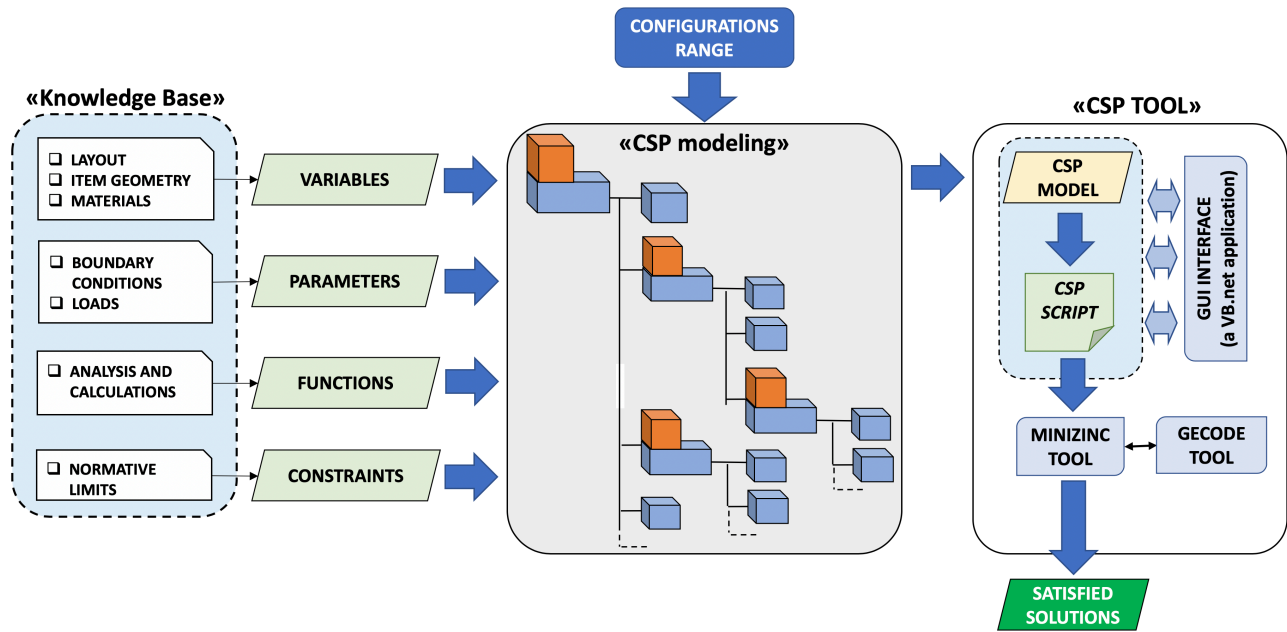 CONFIGURATIONS
RANGE
«Knowledge Base»
LAYOUT
ITEM GEOMETRY
MATERIALS
BOUNDARY
CONDITIONS
LOADS
ANALYSIS AND
CALCULATIONS
NORMATIVE
LIMITS
VARIABLES
PARAMETERS
FUNCTIONS
CONSTRAINTS
«CSP modeling»
«CSP TOOL»
CSP
MODEL
CSP
SCRIPT
GUI INTERFACE
(a VB.net application)
MINIZINC
TOOL
GECODE
TOOL
SATISFIED
SOLUTIONS